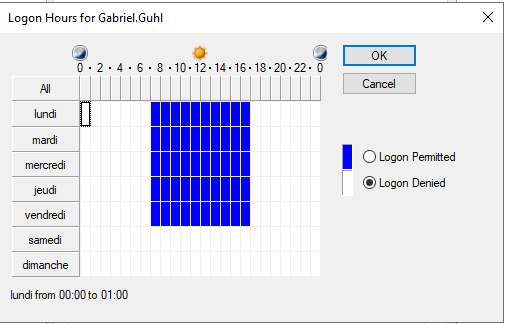 Logon Hours for Gabriel.Guhl
0 • 2 • 4 • 6 • 8 • 10 • 12 • 14 • 16 • 18 • 20 • 22 • 0
OK
Cancel
All
lundi
mardi
mercredi
jeudi
vendredi
samedi
dimanche
Logon Permitted
Logon Denied
lundi from 00:00 to 01:00